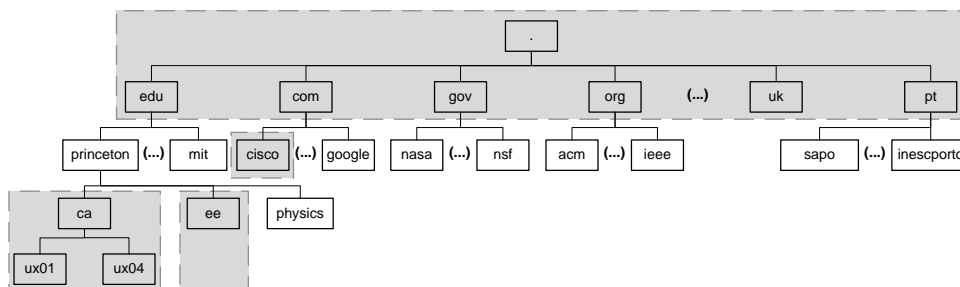 .
edu com gov org (...) uk pt
princeton (...) mit cisco (...) google nasa (...) nsf acm (...) ieee sapo (...) inescporto
ca ee physics
ux01 ux04